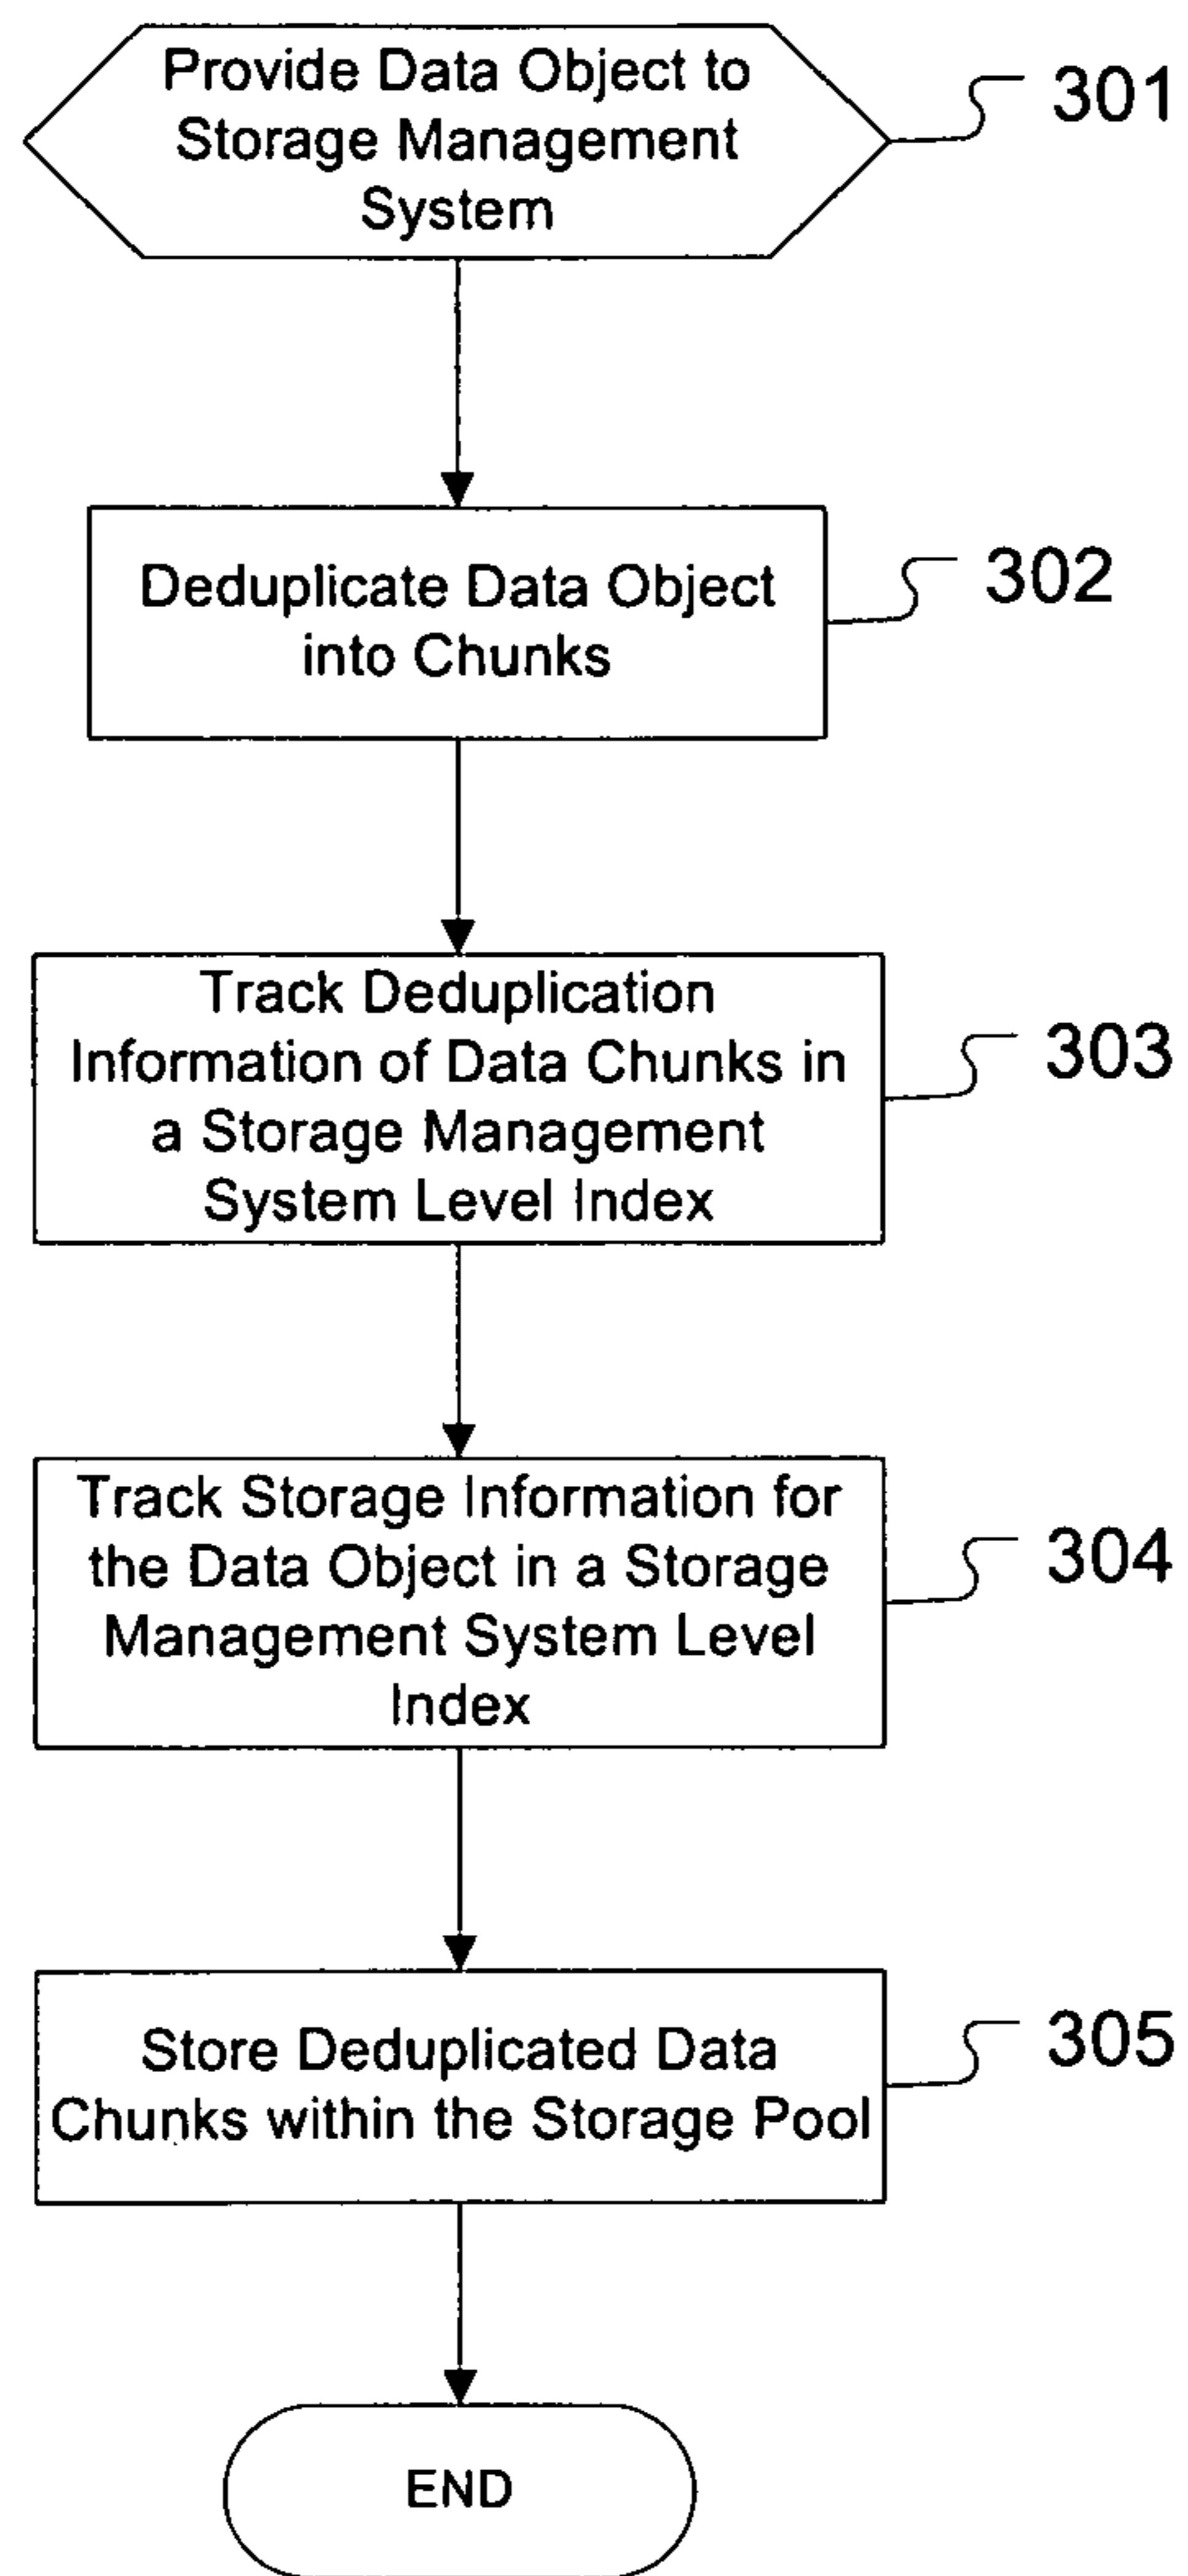 Provide Data Object to
Storage Management
System
301
Deduplicate Data Object
into Chunks
302
Track Deduplication
Information of Data Chunks in
a Storage Management
System Level Index
303
Track Storage Information for
the Data Object in a Storage
Management System Level
Index
304
Store Deduplicated Data
Chunks within the Storage Pool
305
END